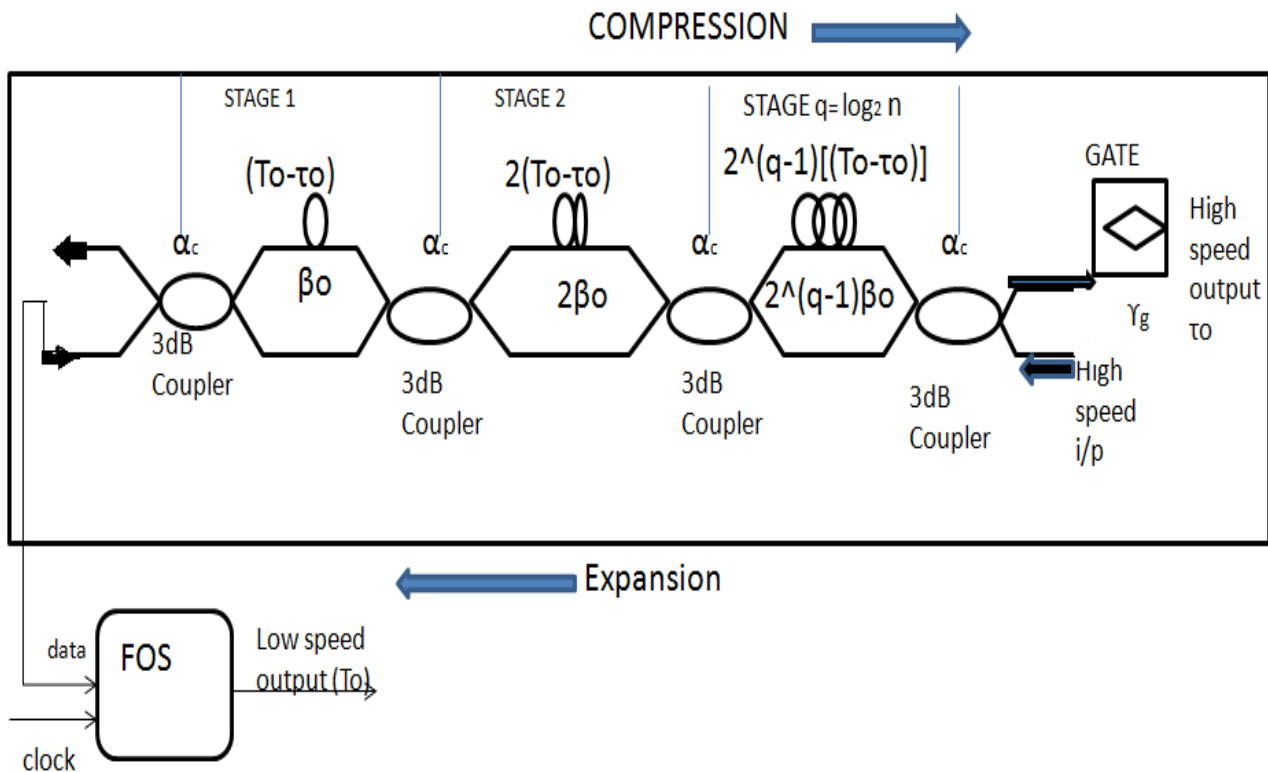 COMPRESSION
STAGE 1
STAGE 2
STAGE q= log₂ n
GATE
(To-τo)
2(To-τo)
2^(q-1)[(To-τo)]
High
speed
output
τo
αc
αc
αc
αc
βo
2βo
2^(q-1)βo
ϒg
3dB
Coupler
3dB
Coupler
3dB
Coupler
3dB
Coupler
High
speed
i/p
Expansion
data
FOS
Low speed
output (To)
clock